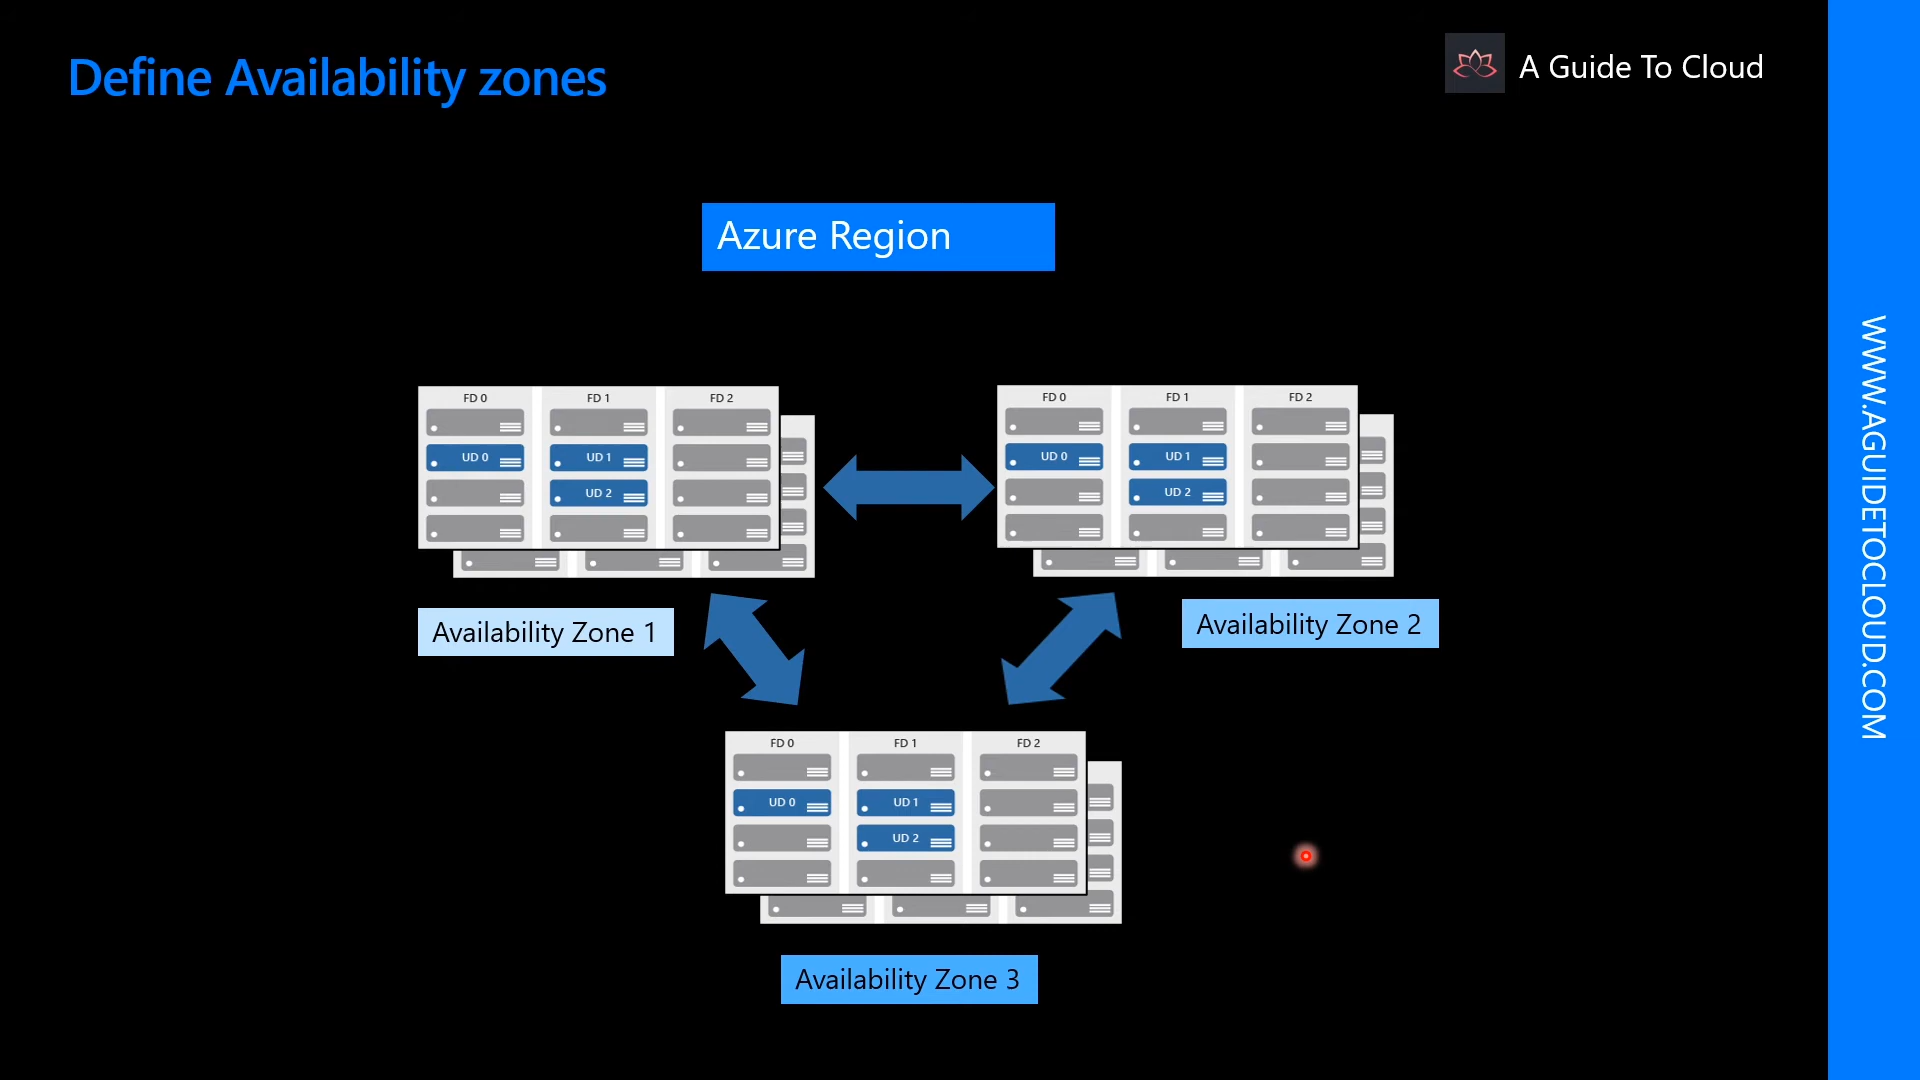 Define Availability zones
A Guide To Cloud
Azure Region
FD 0 FD 1 FD 2
UD 0 UD 1
UD 2
FD 0 FD 1 FD 2
UD 0 UD 1
UD 2
Availability Zone 1
Availability Zone 2
FD 0 FD 1 FD 2
UD 0 UD 1
UD 2
Availability Zone 3
WWW.AGUIDETOCLOUD.COM